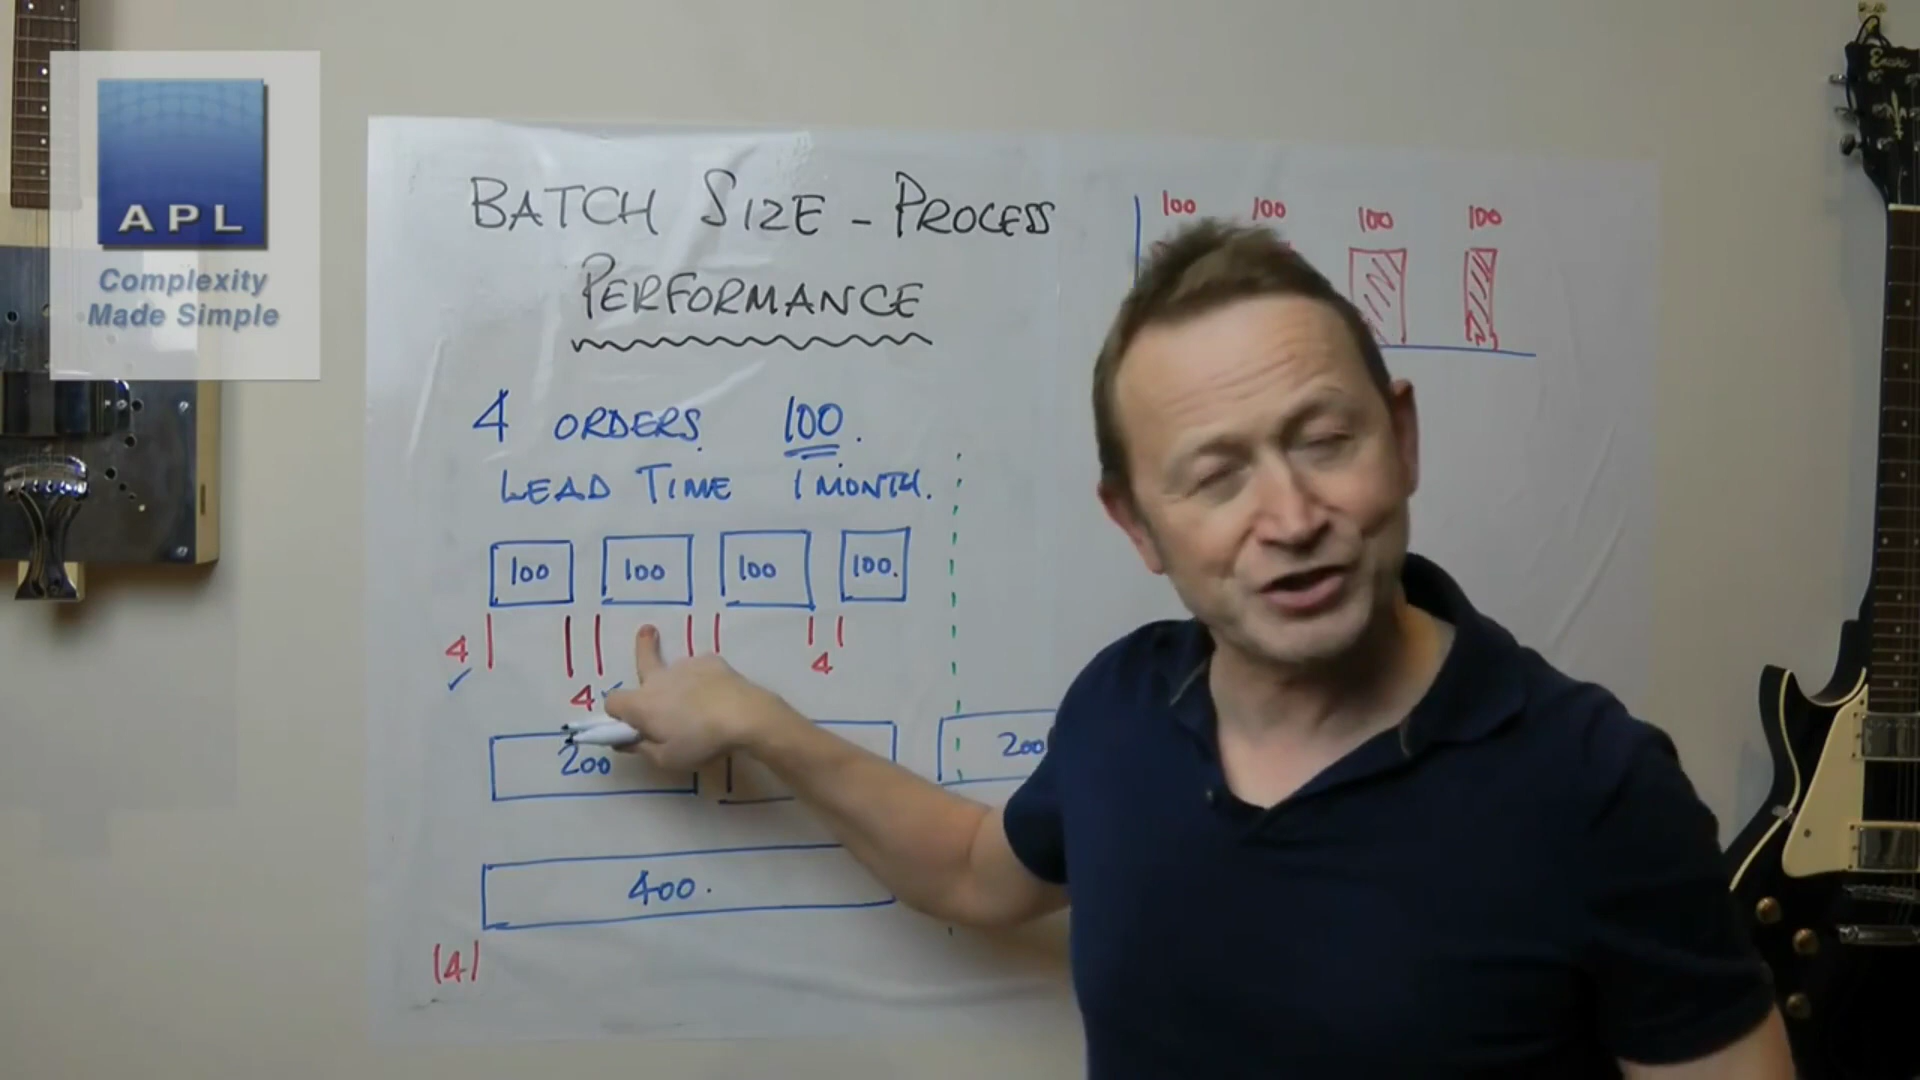 APL
Complexity
Made Simple
BATCH SIZE - PROCESS
PERFORMANCE
100 100 100 100
4 ORDERS 100.
LEAD TIME 1 MONTH.
100 100 100 100.
4 4
4
200 200
400.
|4|